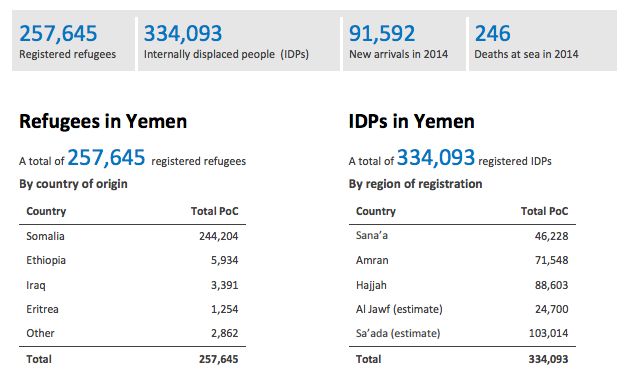 257,645 334,093 91,592 246
Registered refugees Internally displaced people (IDPs) New arrivals in 2014 Deaths at sea in 2014
Refugees in Yemen
A total of 257,645 registered refugees
By country of origin
Country Total PoC
Somalia 244,204
Ethiopia 5,934
Iraq 3,391
Eritrea 1,254
Other 2,862
Total 257,645
IDPs in Yemen
A total of 334,093 registered IDPs
By region of registration
Country Total PoC
Sana’a 46,228
Amran 71,548
Hajjah 88,603
Al Jawf (estimate) 24,700
Sa’ada (estimate) 103,014
Total 334,093